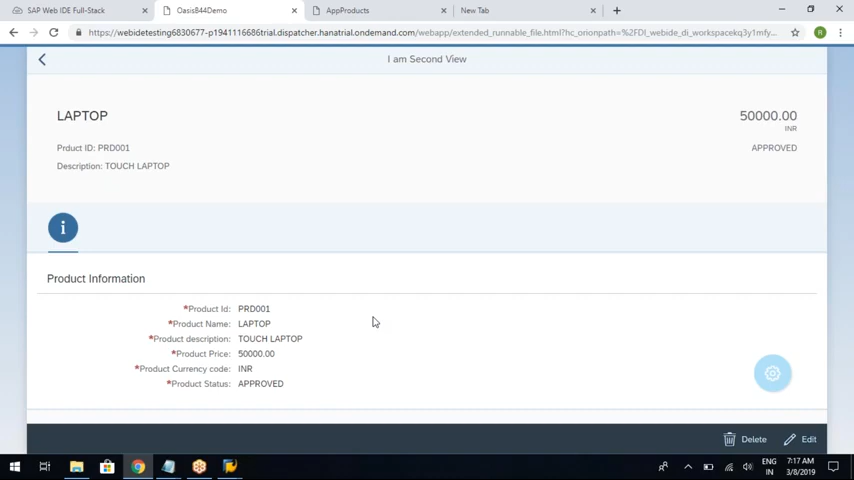 SAP Web IDE Full-Stack
Oasis844Demo
AppProducts
New Tab
https://webidetesting6830677-p1941116686trial.dispatcher.hanatrial.ondemand.com/webapp/extended_runnable_file.html?hc_orionpath=%2FDI_webide_di_workspacekq3y1mfy...
R
I am Second View
LAPTOP
50000.00
INR
Prduct ID: PRD001
APPROVED
Description: TOUCH LAPTOP
Product Information
*Product Id: PRD001
*Product Name: LAPTOP
*Product description: TOUCH LAPTOP
*Product Price: 50000.00
*Product Currency code: INR
*Product Status: APPROVED
Delete
Edit
ENG
IN
7:17 AM
3/8/2019